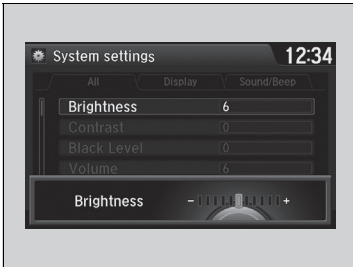 System settings 12:34
All Display Sound/Beep
Brightness 6
Contrast 0
Black Level 0
Volume 6
Brightness - +